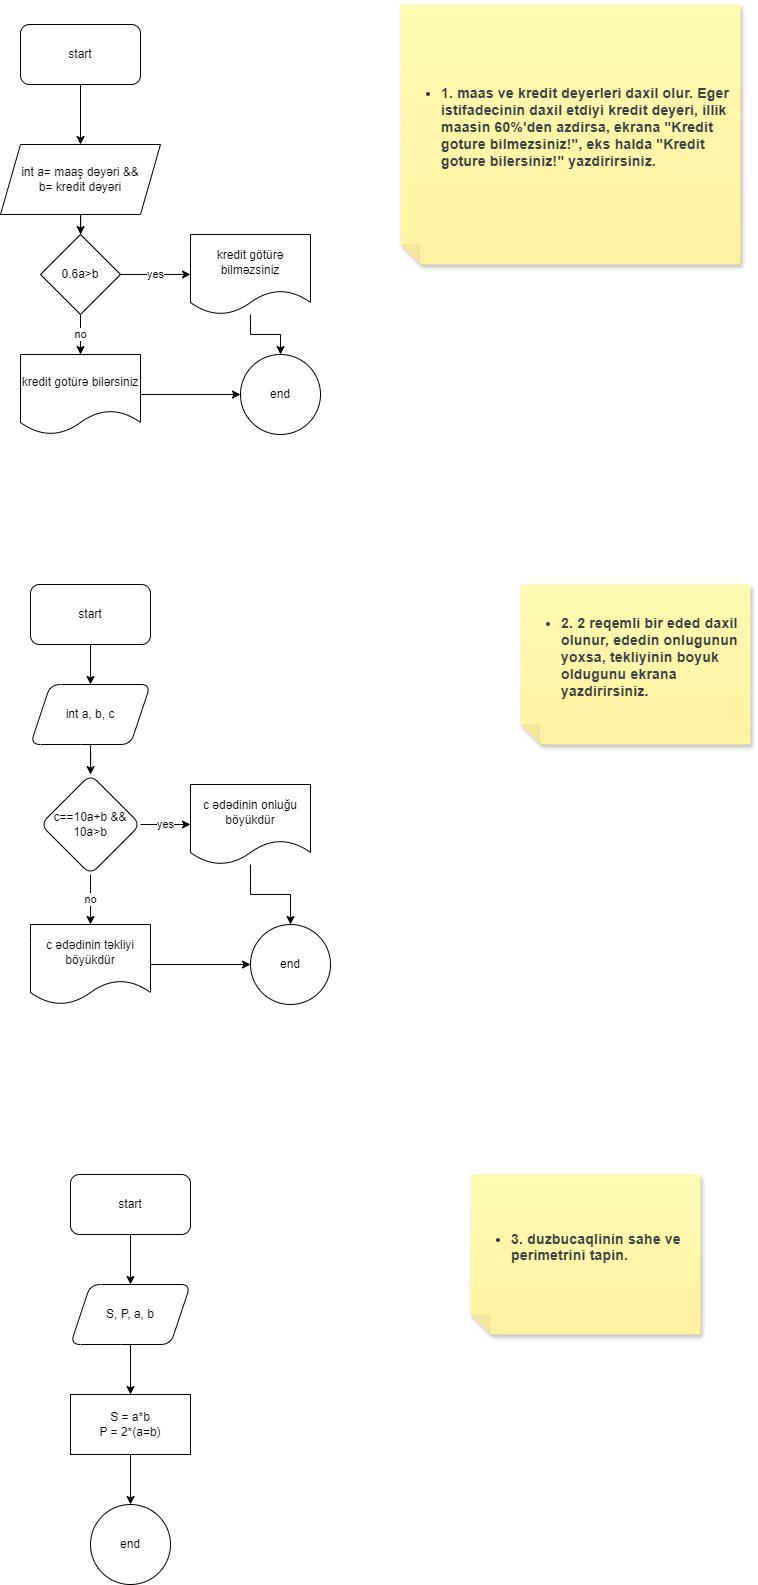 start
int a= maaş dəyəri &&
b= kredit dəyəri
0.6a>b
yes
kredit götürə
bilməzsiniz
no
kredit gotürə bilərsiniz
end
• 1. maas ve kredit deyerleri daxil olur. Eger
istifadecinin daxil etdiyi kredit deyeri, illik
maasin 60%'den azdirsa, ekrana "Kredit
goture bilmezsiniz!", eks halda "Kredit
goture bilersiniz!" yazdirirsiniz.
start
int a, b, c
c==10a+b &&
10a>b
yes
c ədədinin onluğu
böyükdür
no
c ədədinin təkliyi
böyükdür
end
• 2. 2 reqemli bir eded daxil
olunur, ededin onlugunun
yoxsa, tekliyinin boyuk
oldugunu ekrana
yazdirirsiniz.
start
S, P, a, b
S = a*b
P = 2*(a=b)
end
• 3. duzbucaqlinin sahe ve
perimetrini tapin.